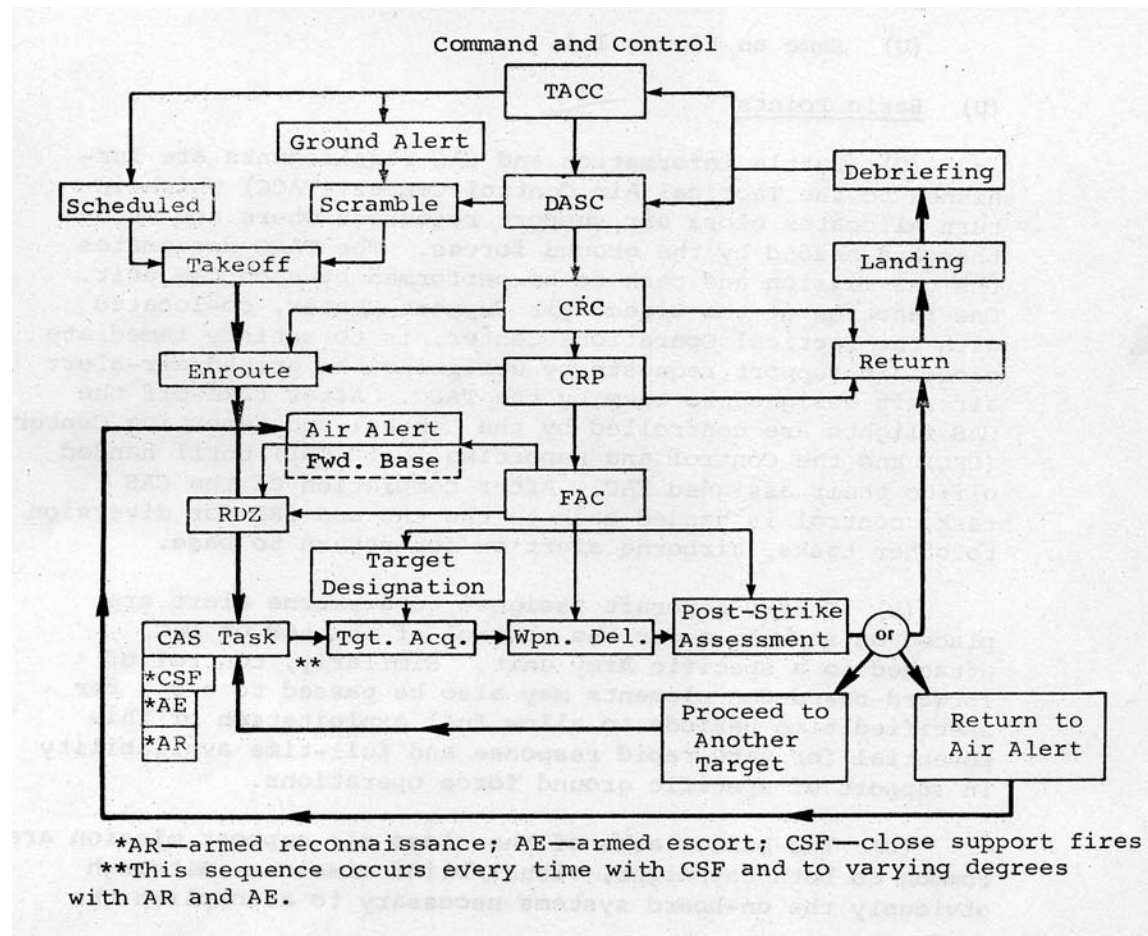 Command and Control
TACC
Ground Alert
Debriefing
Scheduled
Scramble
DASC
Takeoff
Landing
CRC
Enroute
CRP
Return
Air Alert
Fwd. Base
FAC
RDZ
Target
Designation
Post-Strike
Assessment
CAS Task
Tgt. Acq.
Wpn. Del.
or
**
*CSF
*AE
*AR
Proceed to
Another
Target
Return to
Air Alert
*AR--armed reconnaissance; AE--armed escort; CSF--close support fires
**This sequence occurs every time with CSF and to varying degrees
with AR and AE.